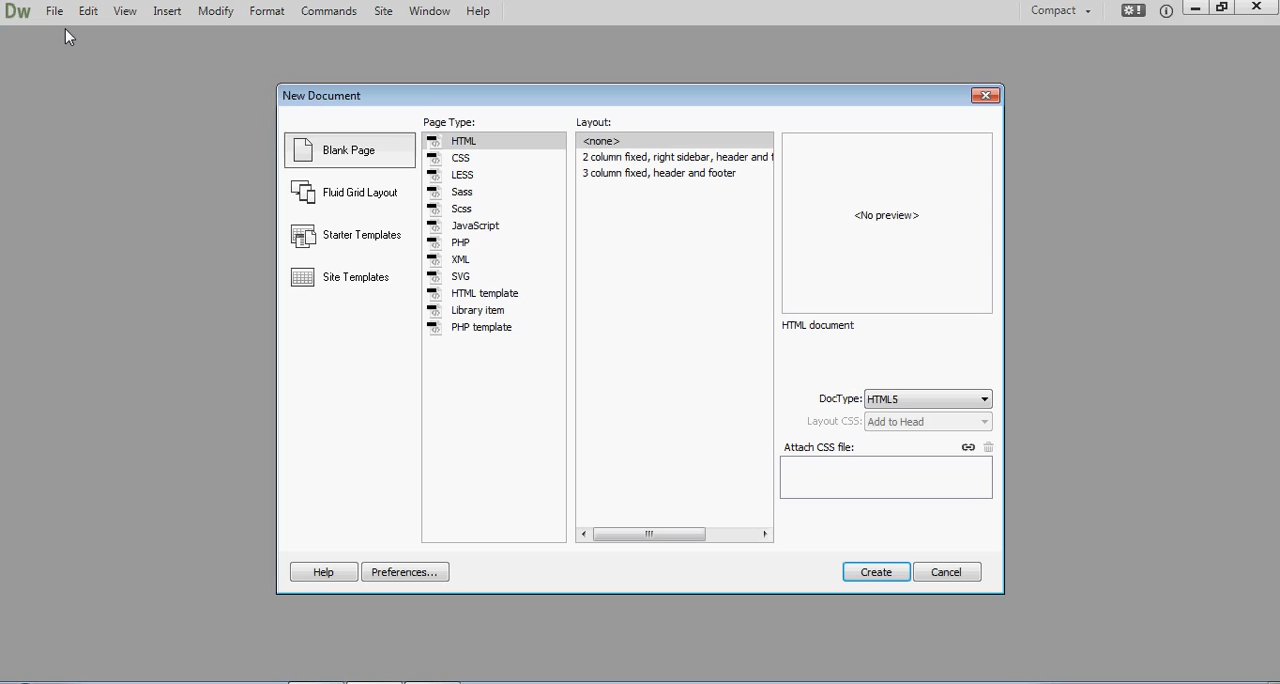 Dw File Edit View Insert Modify Format Commands Site Window Help Compact
New Document
Page Type: Layout:
Blank Page
Fluid Grid Layout
Starter Templates
Site Templates
HTML
CSS
LESS
Sass
Scss
JavaScript
PHP
XML
SVG
HTML template
Library item
PHP template
<none>
2 column fixed, right sidebar, header and f
3 column fixed, header and footer
<No preview>
HTML document
DocType: HTML5
Layout CSS: Add to Head
Attach CSS file:
Help Preferences... Create Cancel